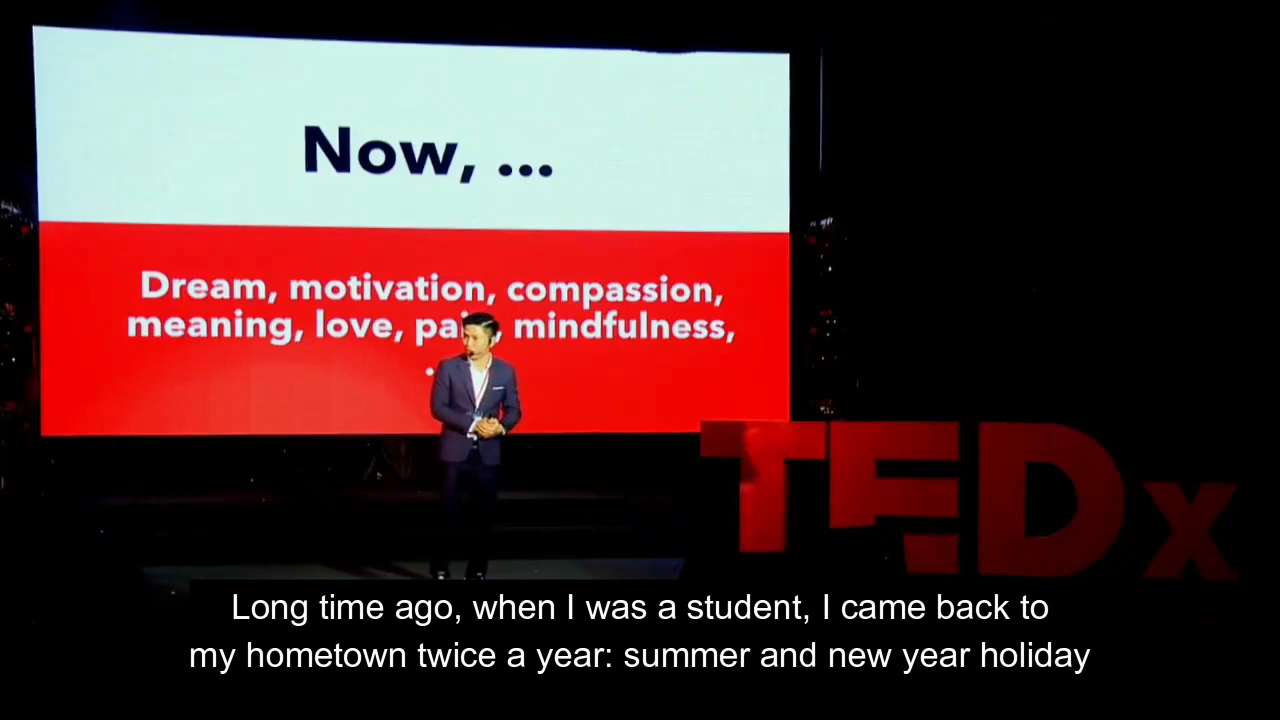 Now, ...
Dream, motivation, compassion,
meaning, love, pain, mindfulness,
TEDx
Long time ago, when I was a student, I came back to
my hometown twice a year: summer and new year holiday